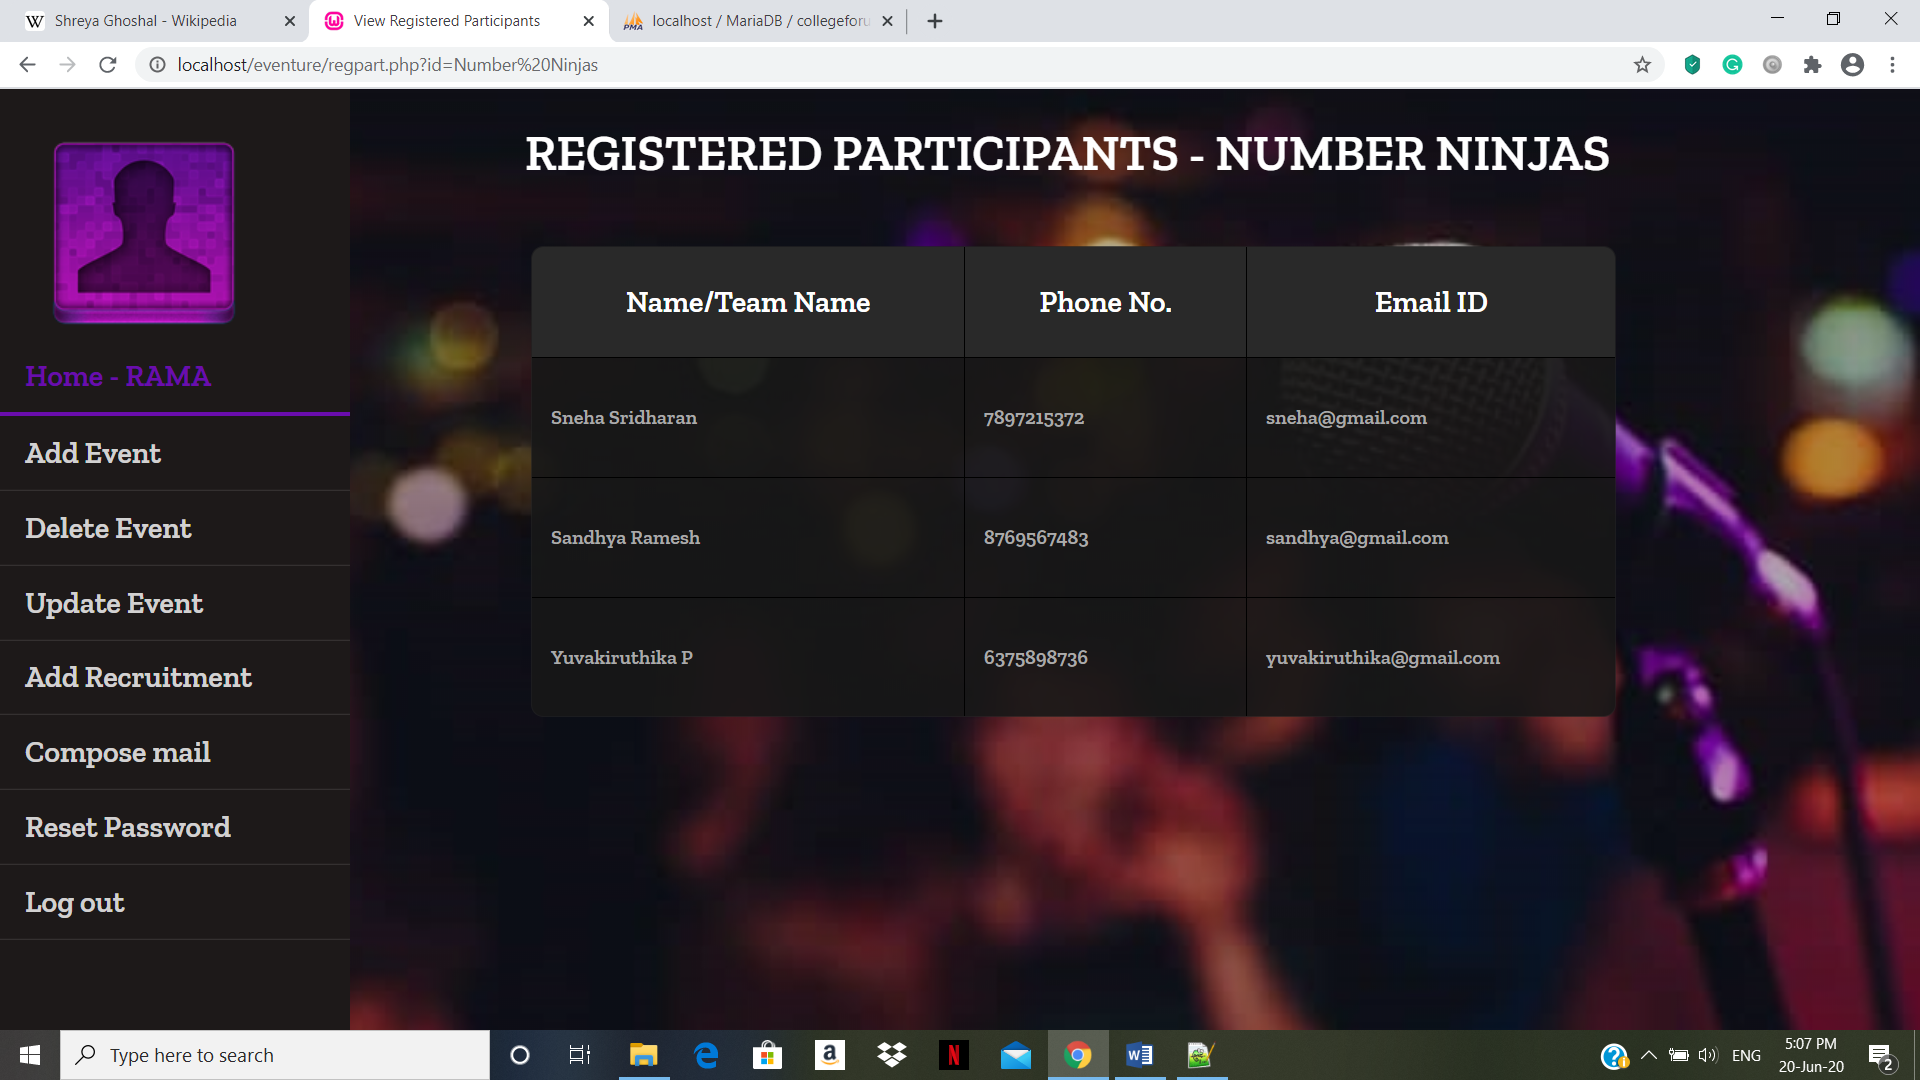 Shreya Ghoshal - Wikipedia
View Registered Participants
localhost / MariaDB / collegeforu
localhost/eventure/regpart.php?id=Number%20Ninjas
REGISTERED PARTICIPANTS - NUMBER NINJAS
Name/Team Name Phone No. Email ID
Sneha Sridharan 7897215372 sneha@gmail.com
Sandhya Ramesh 8769567483 sandhya@gmail.com
Yuvakiruthika P 6375898736 yuvakiruthika@gmail.com
Home - RAMA
Add Event
Delete Event
Update Event
Add Recruitment
Compose mail
Reset Password
Log out
Type here to search
ENG
5:07 PM
20-Jun-20
2